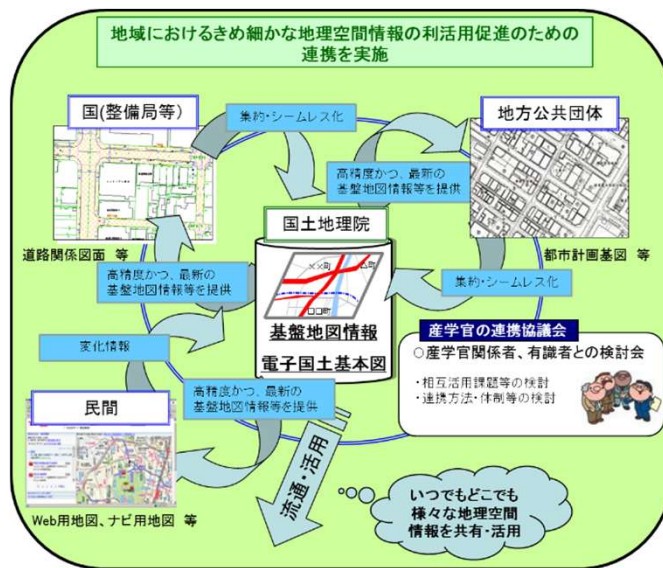 地域におけるきめ細かな地理空間情報の利活用促進のための
連携を実施
国(整備局等)
集約・シームレス化
地方公共団体
高精度かつ、最新の
基盤地図情報等を提供
国土地理院
道路関係図面 等
都市計画基図 等
高精度かつ、最新の
基盤地図情報等を提供
××町
△△町
□□町
集約・シームレス化
基盤地図情報
電子国土基本図
産学官の連携協議会
○産学官関係者、有識者との検討会
・相互活用課題等の検討
・連携方法・体制等の検討
変化情報
民間
高精度かつ、最新の
基盤地図情報等を提供
流通・活用
Web用地図、ナビ用地図 等
いつでもどこでも
様々な地理空間
情報を共有・活用